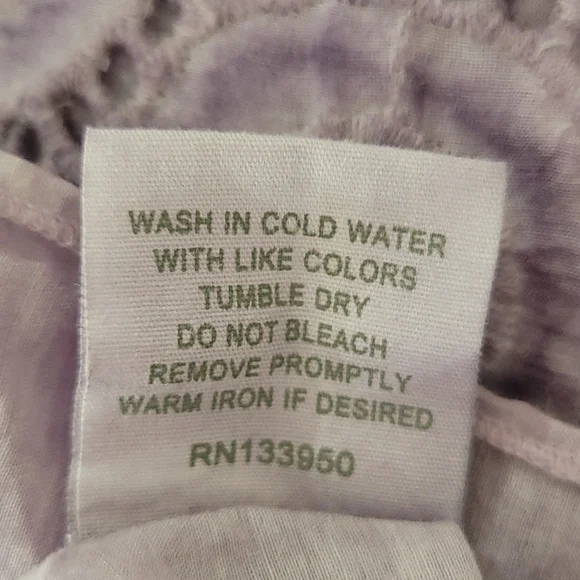 WASH IN COLD WATER
WITH LIKE COLORS
TUMBLE DRY
DO NOT BLEACH
REMOVE PROMPTLY
WARM IRON IF DESIRED
RN133950